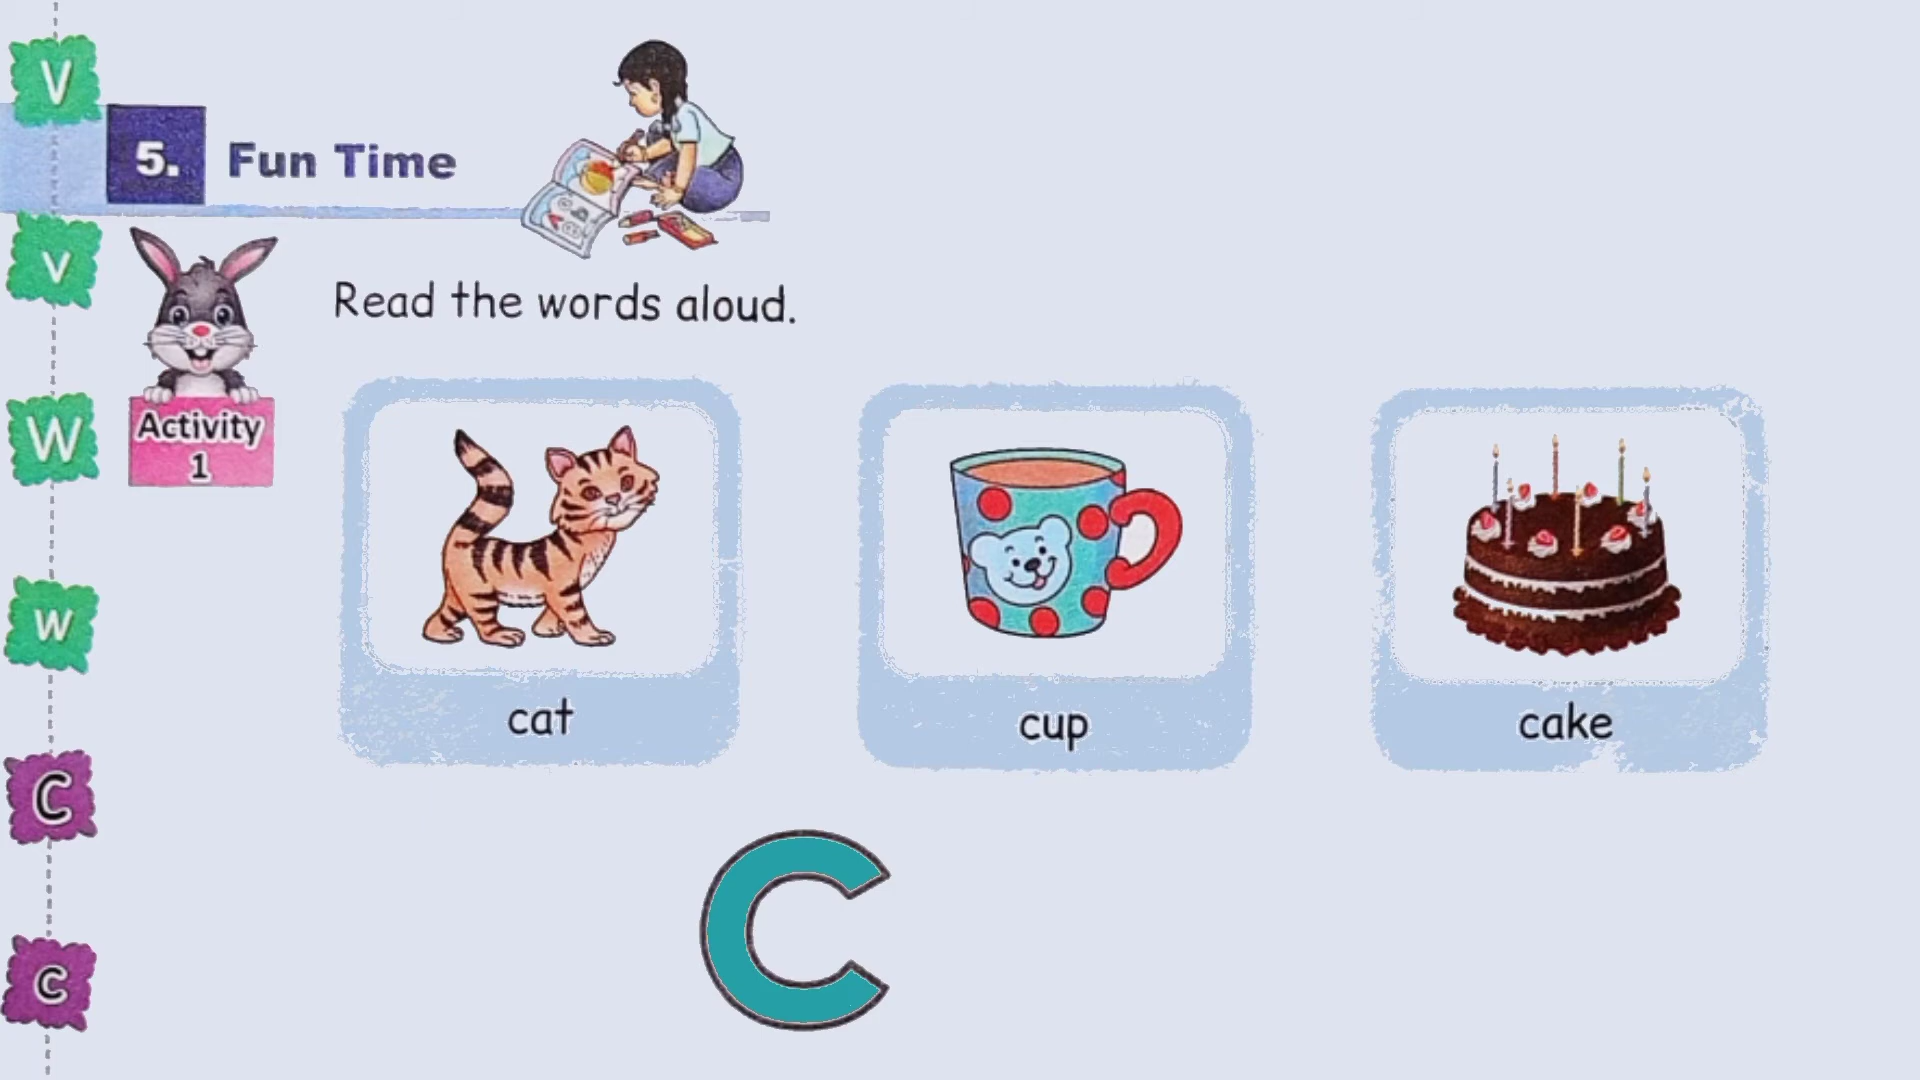 V
5. Fun Time
v
Read the words aloud.
W
Activity
1
w
cat
cup
cake
C
C
c